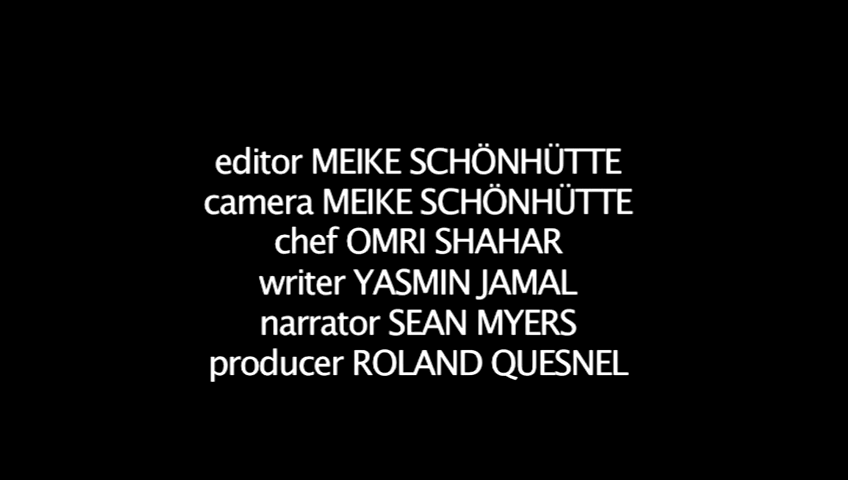 editor MEIKE SCHÖNHÜTTE
camera MEIKE SCHÖNHÜTTE
chef OMRI SHAHAR
writer YASMIN JAMAL
narrator SEAN MYERS
producer ROLAND QUESNEL